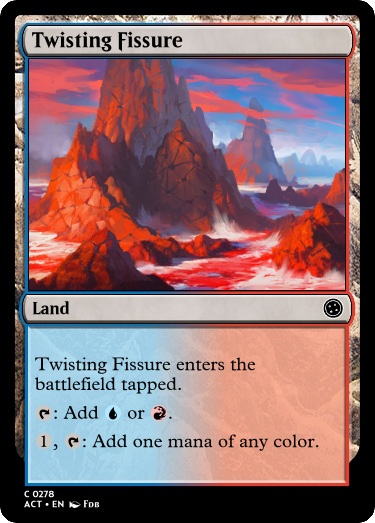 Twisting Fissure
Land
Twisting Fissure enters the
battlefield tapped.
: Add or .
1 , : Add one mana of any color.
C 0278
ACT • EN FDB